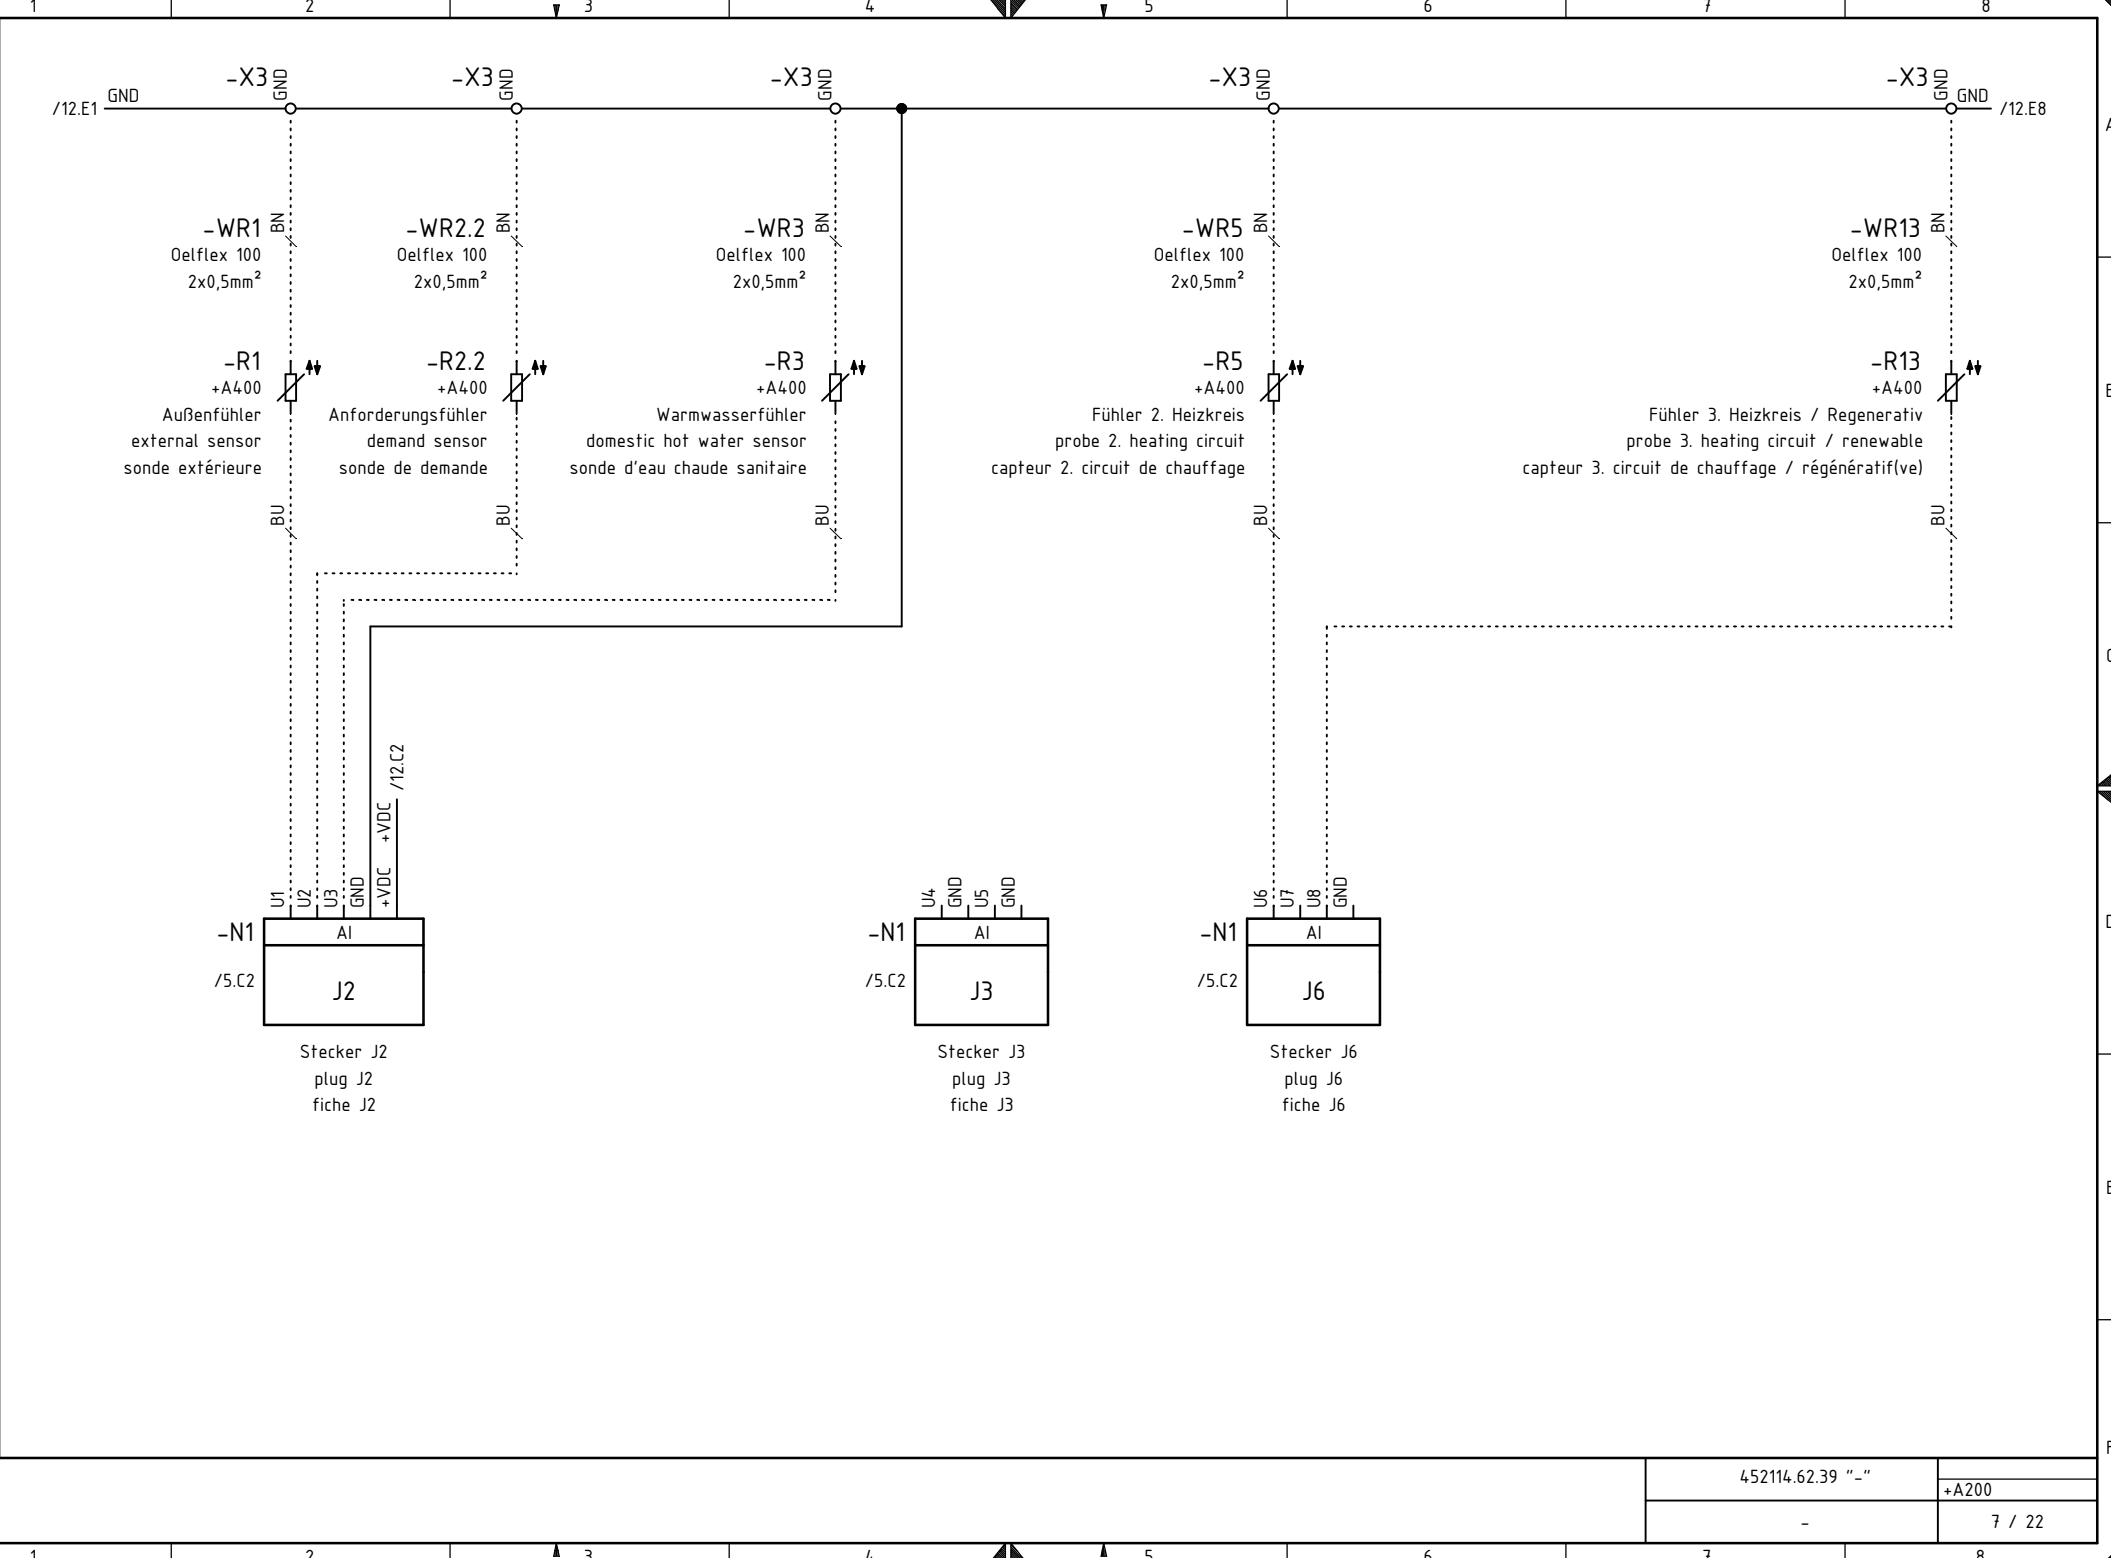 1 2 3 4 5 6 7 8
-X3 GND -X3 GND -X3 GND -X3 GND -X3 GND
/12.E1 GND GND /12.E8
A
-WR1 BN -WR2.2 BN -WR3 BN -WR5 BN -WR13 BN
Oelflex 100 Oelflex 100 Oelflex 100 Oelflex 100 Oelflex 100
2x0,5mm² 2x0,5mm² 2x0,5mm² 2x0,5mm² 2x0,5mm²
-R1 -R2.2 -R3 -R5 -R13
+A400 +A400 +A400 +A400 +A400
Außenfühler Anforderungsfühler Warmwasserfühler Fühler 2. Heizkreis Fühler 3. Heizkreis / Regenerativ
external sensor demand sensor domestic hot water sensor probe 2. heating circuit probe 3. heating circuit / renewable
sonde extérieure sonde de demande sonde d'eau chaude sanitaire capteur 2. circuit de chauffage capteur 3. circuit de chauffage / régénératif(ve)
BU BU BU BU BU
/12.C2
+VDC
U1 U2 U3 GND +VDC U4 GND U5 GND U6 U7 U8 GND
-N1 AI -N1 AI -N1 AI
/5.C2 J2 /5.C2 J3 /5.C2 J6
Stecker J2 Stecker J3 Stecker J6
plug J2 plug J3 plug J6
fiche J2 fiche J3 fiche J6
452114.62.39 "-"
+A200
- 7 / 22
1 2 3 4 5 6 7 8